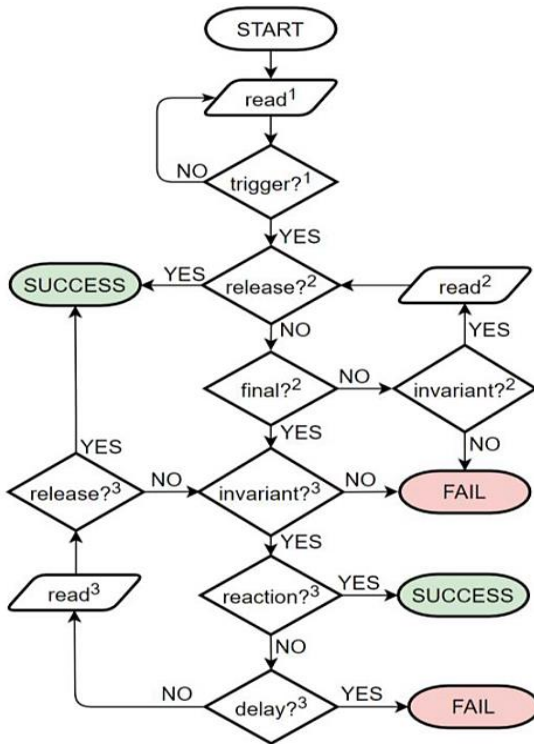 START
read¹
NO
trigger?¹
YES
SUCCESS
YES
release?²
read²
NO
YES
final?²
NO
invariant?²
YES
NO
YES
release?³
NO
invariant?³
NO
FAIL
YES
read³
reaction?³
YES
SUCCESS
NO
NO
delay?³
YES
FAIL